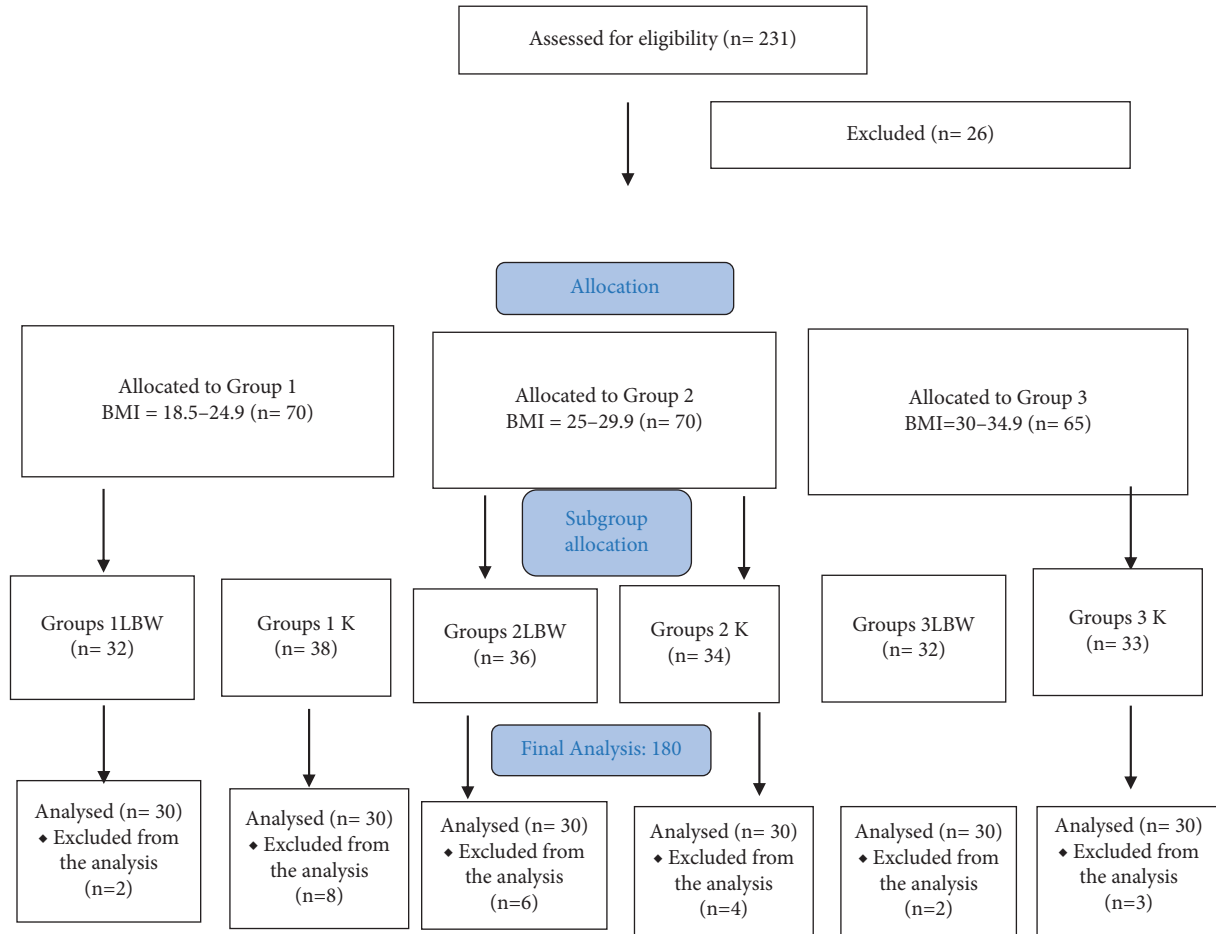 Assessed for eligibility (n= 231)
Excluded (n= 26)
Allocation
Allocated to Group 1
BMI = 18.5–24.9 (n= 70)
Allocated to Group 2
BMI = 25–29.9 (n= 70)
Allocated to Group 3
BMI=30–34.9 (n= 65)
Subgroup
allocation
Groups 1LBW
(n= 32)
Groups 1 K
(n= 38)
Groups 2LBW
(n= 36)
Groups 2 K
(n= 34)
Groups 3LBW
(n= 32)
Groups 3 K
(n= 33)
Final Analysis: 180
Analysed (n= 30)
◆ Excluded from
the analysis
(n=2)
Analysed (n= 30)
◆ Excluded from
the analysis
(n=8)
Analysed (n= 30)
◆ Excluded from
the analysis
(n=6)
Analysed (n= 30)
◆ Excluded from
the analysis
(n=4)
Analysed (n= 30)
◆ Excluded from
the analysis
(n=2)
Analysed (n= 30)
◆ Excluded from
the analysis
(n=3)